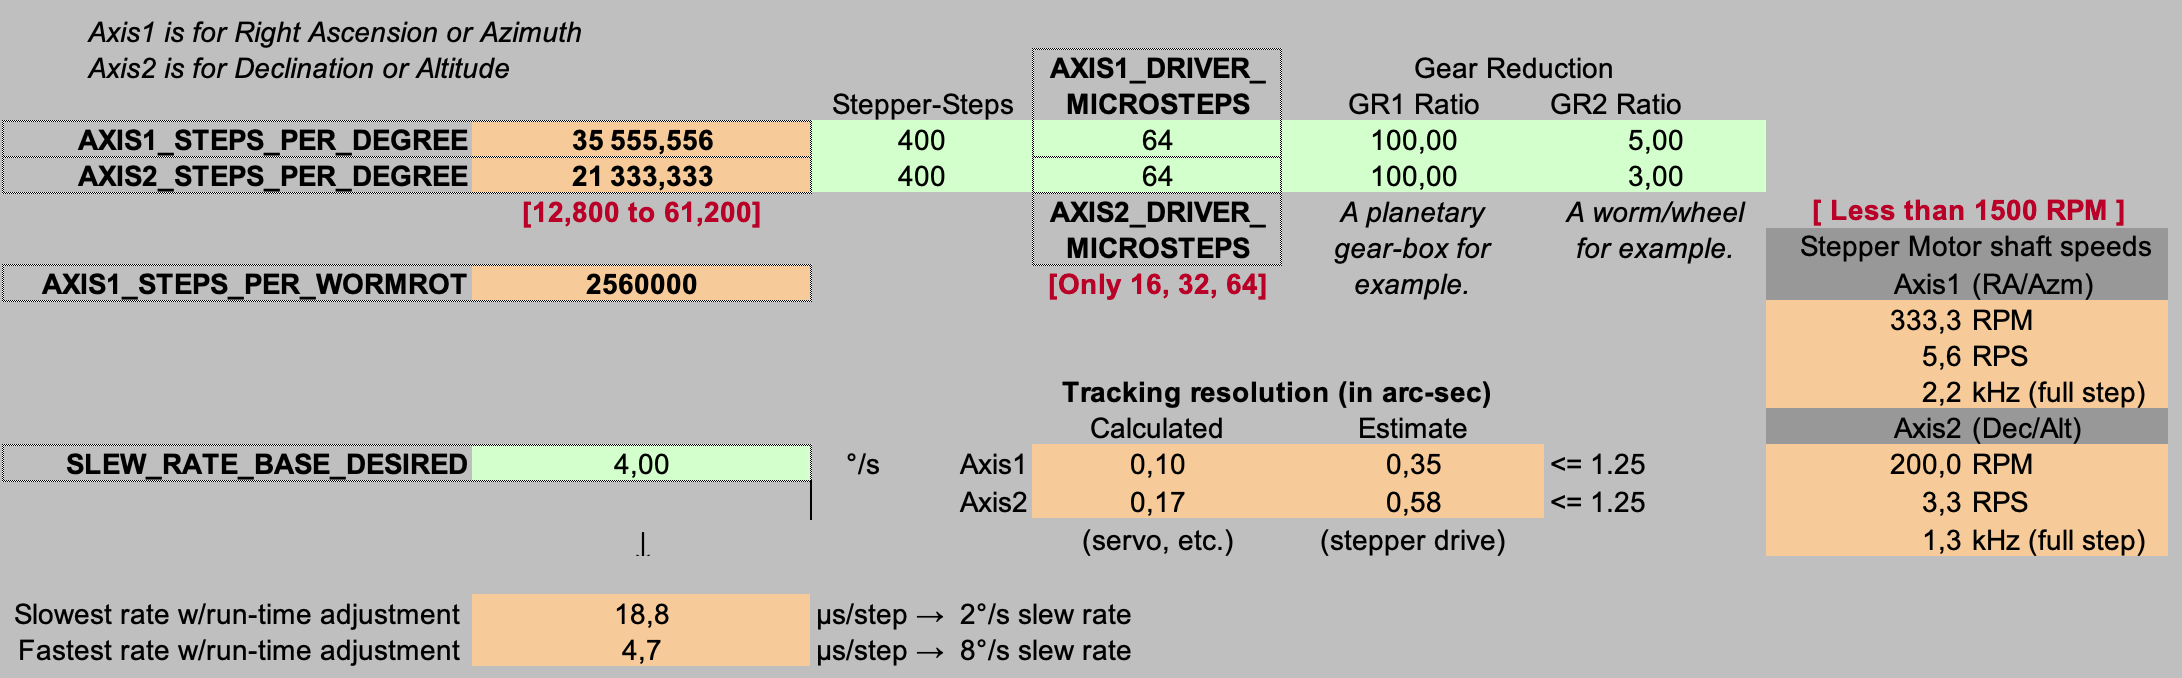 Axis1 is for Right Ascension or Azimuth
Axis2 is for Declination or Altitude
AXIS1_DRIVER_ Gear Reduction
Stepper-Steps MICROSTEPS GR1 Ratio GR2 Ratio
AXIS1_STEPS_PER_DEGREE 35 555,556 400 64 100,00 5,00
AXIS2_STEPS_PER_DEGREE 21 333,333 400 64 100,00 3,00
[12,800 to 61,200] AXIS2_DRIVER_ A planetary A worm/wheel [ Less than 1500 RPM ]
MICROSTEPS gear-box for for example. Stepper Motor shaft speeds
AXIS1_STEPS_PER_WORMROT 2560000 [Only 16, 32, 64] example. Axis1 (RA/Azm)
333,3 RPM
5,6 RPS
Tracking resolution (in arc-sec) 2,2 kHz (full step)
Calculated Estimate Axis2 (Dec/Alt)
SLEW_RATE_BASE_DESIRED 4,00 °/s Axis1 0,10 0,35 <= 1.25 200,0 RPM
Axis2 0,17 0,58 <= 1.25 3,3 RPS
(servo, etc.) (stepper drive) 1,3 kHz (full step)
Slowest rate w/run-time adjustment 18,8 µs/step → 2°/s slew rate
Fastest rate w/run-time adjustment 4,7 µs/step → 8°/s slew rate